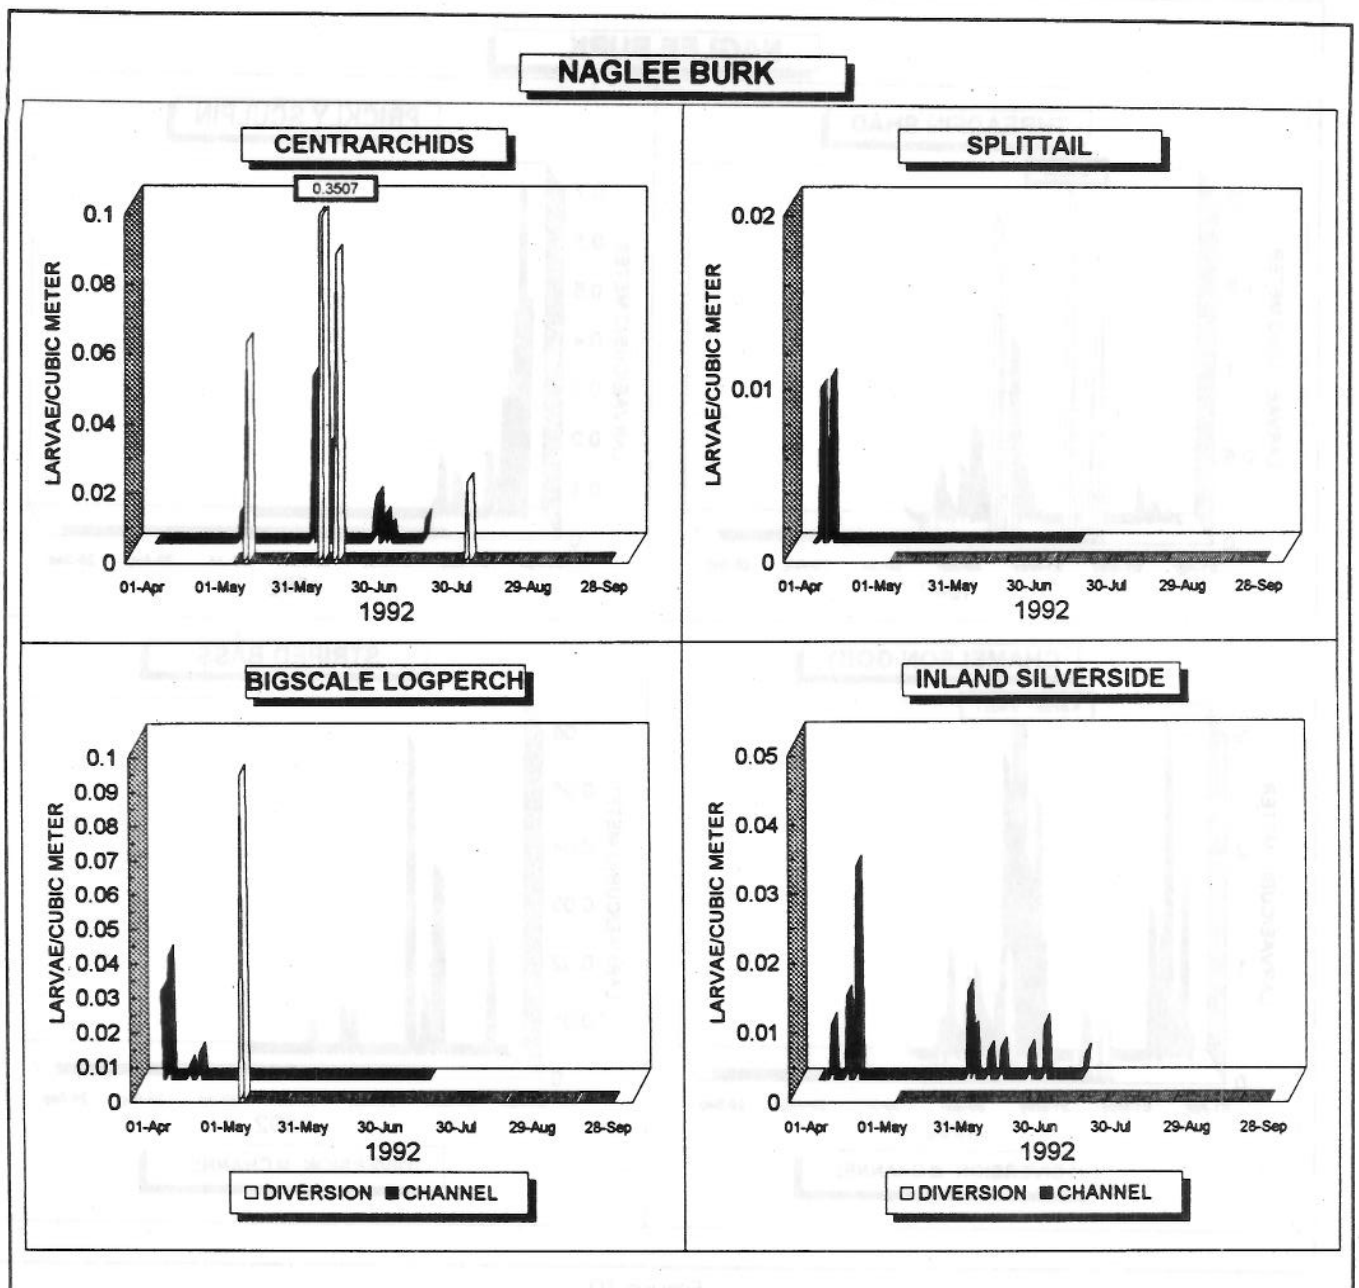 NAGLEE BURK
CENTRARCHIDS
0.3507
LARVAE/CUBIC METER
0.1
0.08
0.06
0.04
0.02
0
01-Apr 01-May 31-May 30-Jun 30-Jul 29-Aug 28-Sep
1992
SPLITTAIL
LARVAE/CUBIC METER
0.02
0.01
0
01-Apr 01-May 31-May 30-Jun 30-Jul 29-Aug 28-Sep
1992
BIGSCALE LOGPERCH
LARVAE/CUBIC METER
0.1
0.09
0.08
0.07
0.06
0.05
0.04
0.03
0.02
0.01
0
01-Apr 01-May 31-May 30-Jun 30-Jul 29-Aug 28-Sep
1992
DIVERSION CHANNEL
INLAND SILVERSIDE
LARVAE/CUBIC METER
0.05
0.04
0.03
0.02
0.01
0
01-Apr 01-May 31-May 30-Jun 30-Jul 29-Aug 28-Sep
1992
DIVERSION CHANNEL